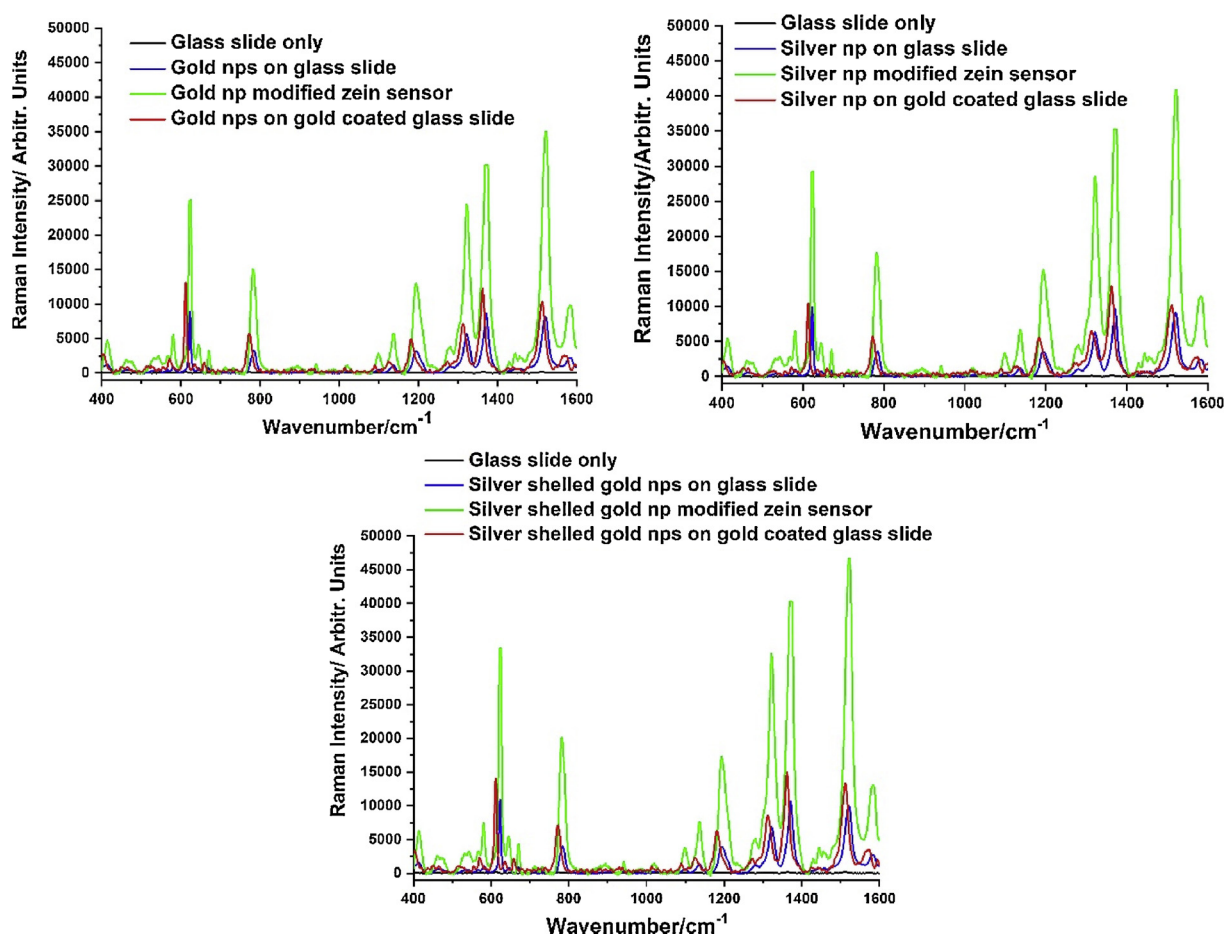 Glass slide only
Gold nps on glass slide
Gold np modified zein sensor
Gold nps on gold coated glass slide
Raman Intensity/ Arbitr. Units
50000
45000
40000
35000
30000
25000
20000
15000
10000
5000
0
400 600 800 1000 1200 1400 1600
Wavenumber/cm⁻¹
Glass slide only
Silver np on glass slide
Silver np modified zein sensor
Silver np on gold coated glass slide
Raman Intensity/Arbitr. Units
50000
45000
40000
35000
30000
25000
20000
15000
10000
5000
0
400 600 800 1000 1200 1400 1600
Wavenumber/cm⁻¹
Glass slide only
Silver shelled gold nps on glass slide
Silver shelled gold np modified zein sensor
Silver shelled gold nps on gold coated glass slide
Raman Intensity/ Arbitr. Units
50000
45000
40000
35000
30000
25000
20000
15000
10000
5000
0
400 600 800 1000 1200 1400 1600
Wavenumber/cm⁻¹